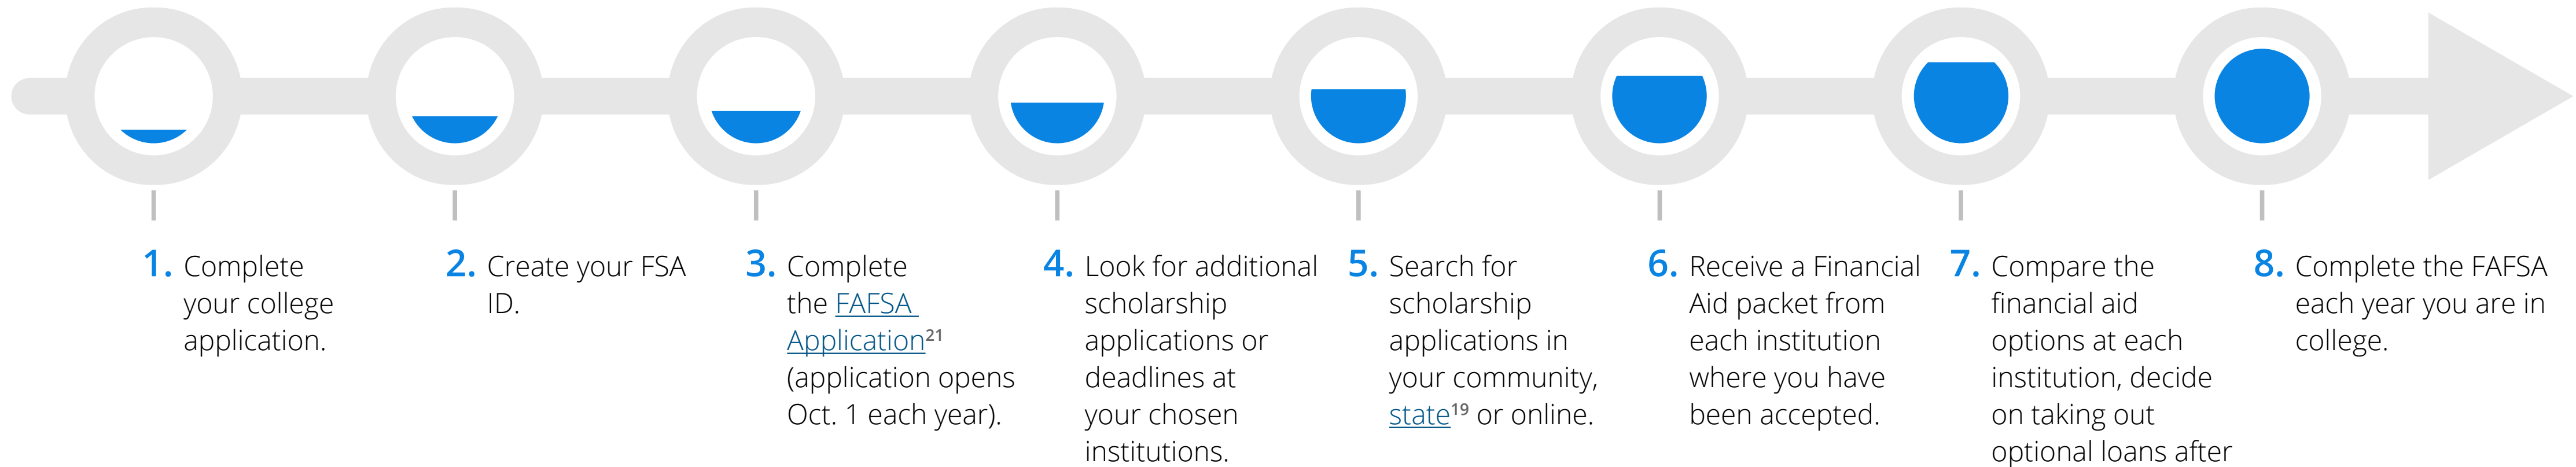 1. Complete
your college
application.
2. Create your FSA
ID.
3. Complete
the FAFSA
Application21
(application opens
Oct. 1 each year).
4. Look for additional
scholarship
applications or
deadlines at
your chosen
institutions.
5. Search for
scholarship
applications in
your community,
state19 or online.
6. Receive a Financial
Aid packet from
each institution
where you have
been accepted.
7. Compare the
financial aid
options at each
institution, decide
on taking out
optional loans after
8. Complete the FAFSA
each year you are in
college.